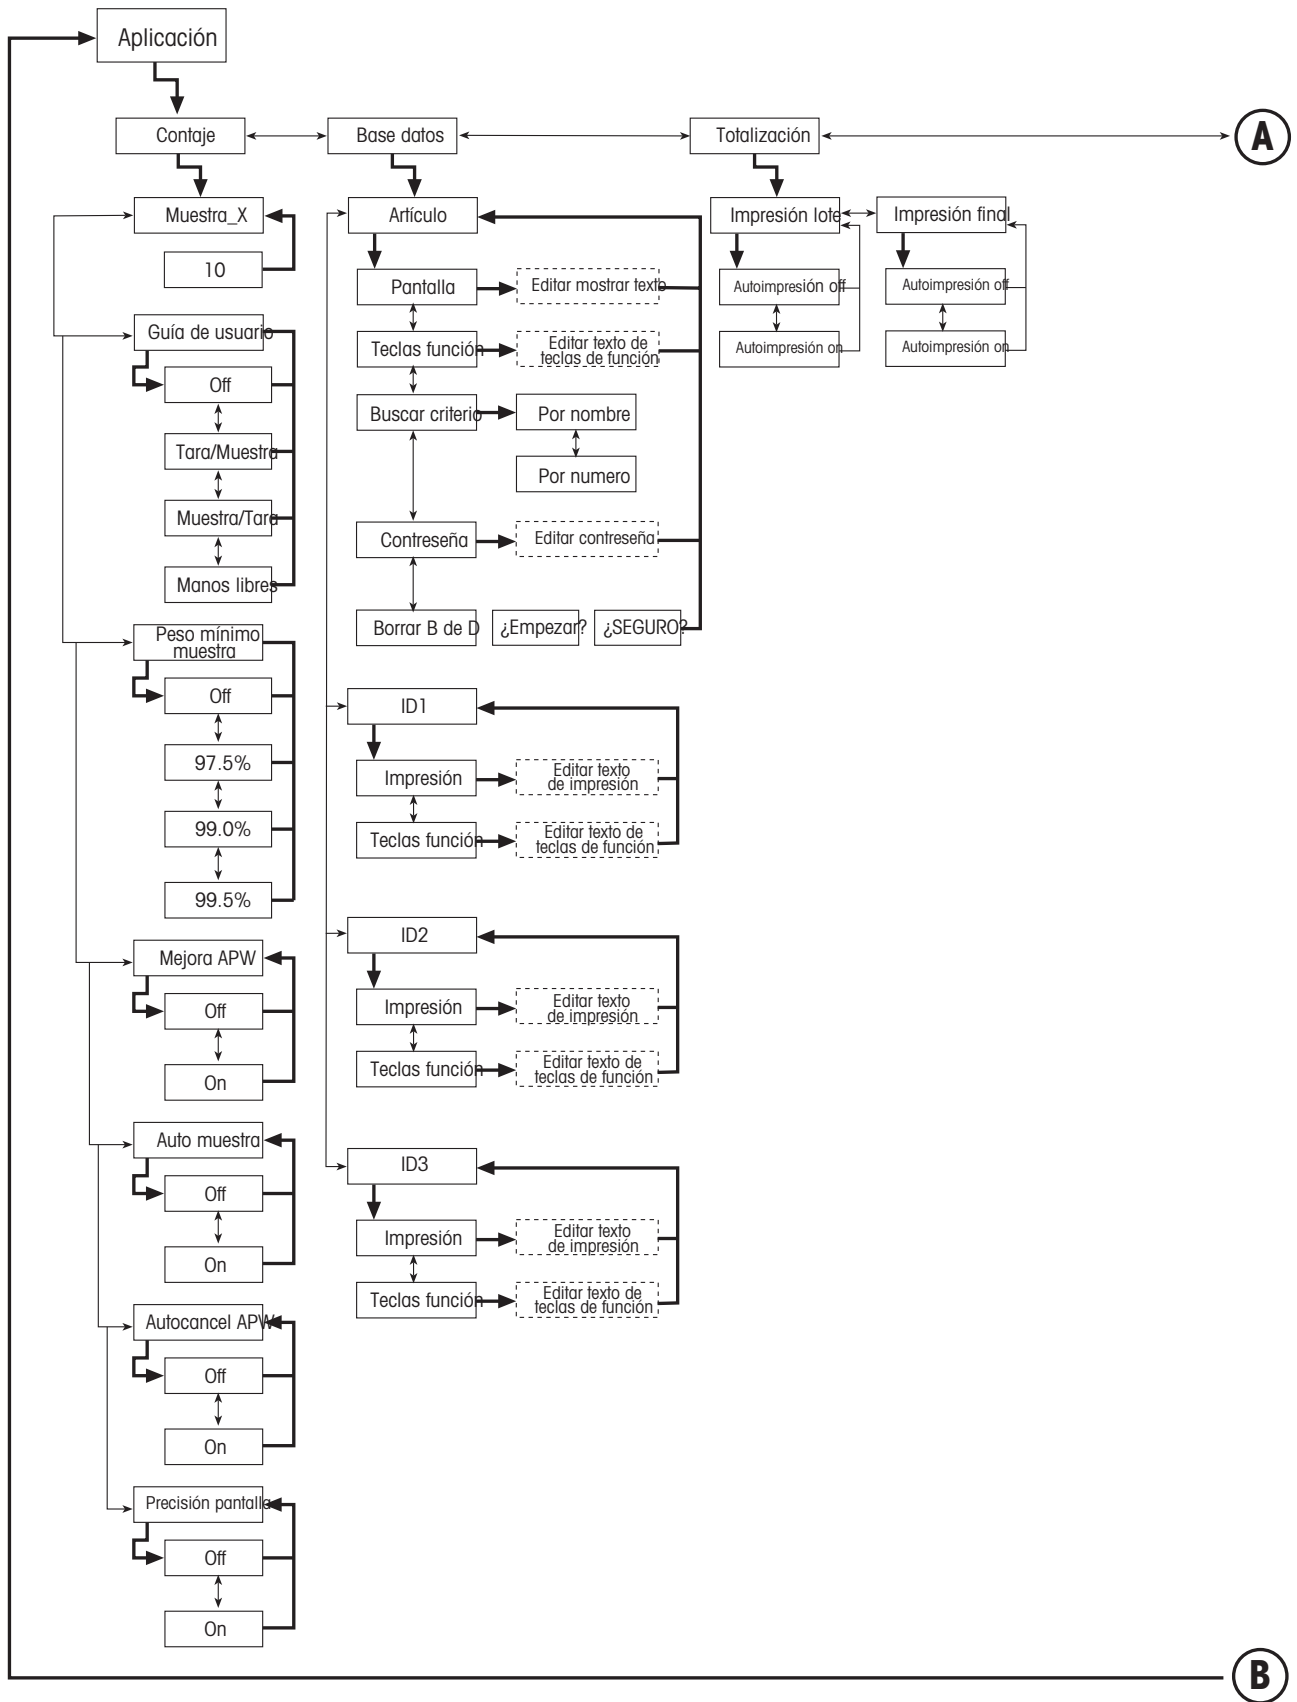 Aplicación
Contaje
Base datos
Totalización
A
Muestra_X
10
Guía de usuario
Off
Tara/Muestra
Muestra/Tara
Manos libres
Peso mínimo
muestra
Off
97.5%
99.0%
99.5%
Mejora APW
Off
On
Auto muestra
Off
On
Autocancel APW
Off
On
Precisión pantalla
Off
On
Artículo
Pantalla
Editar mostrar texto
Teclas función
Editar texto de
teclas de función
Buscar criterio
Por nombre
Por numero
Contreseña
Editar contreseña
Borrar B de D
¿Empezar?
¿SEGURO?
ID1
Impresión
Editar texto
de impresión
Teclas función
Editar texto de
teclas de función
ID2
Impresión
Editar texto
de impresión
Teclas función
Editar texto de
teclas de función
ID3
Impresión
Editar texto
de impresión
Teclas función
Editar texto de
teclas de función
Impresión lote
Autoimpresión off
Autoimpresión on
Impresión final
Autoimpresión off
Autoimpresión on
B